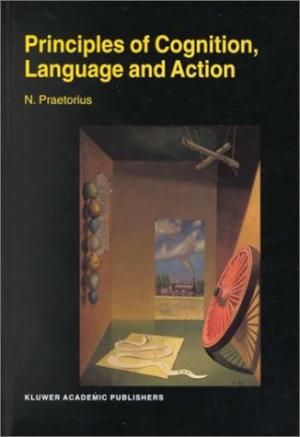 Principles of Cognition,
Language and Action
N. Praetorius
KLUWER ACADEMIC PUBLISHERS